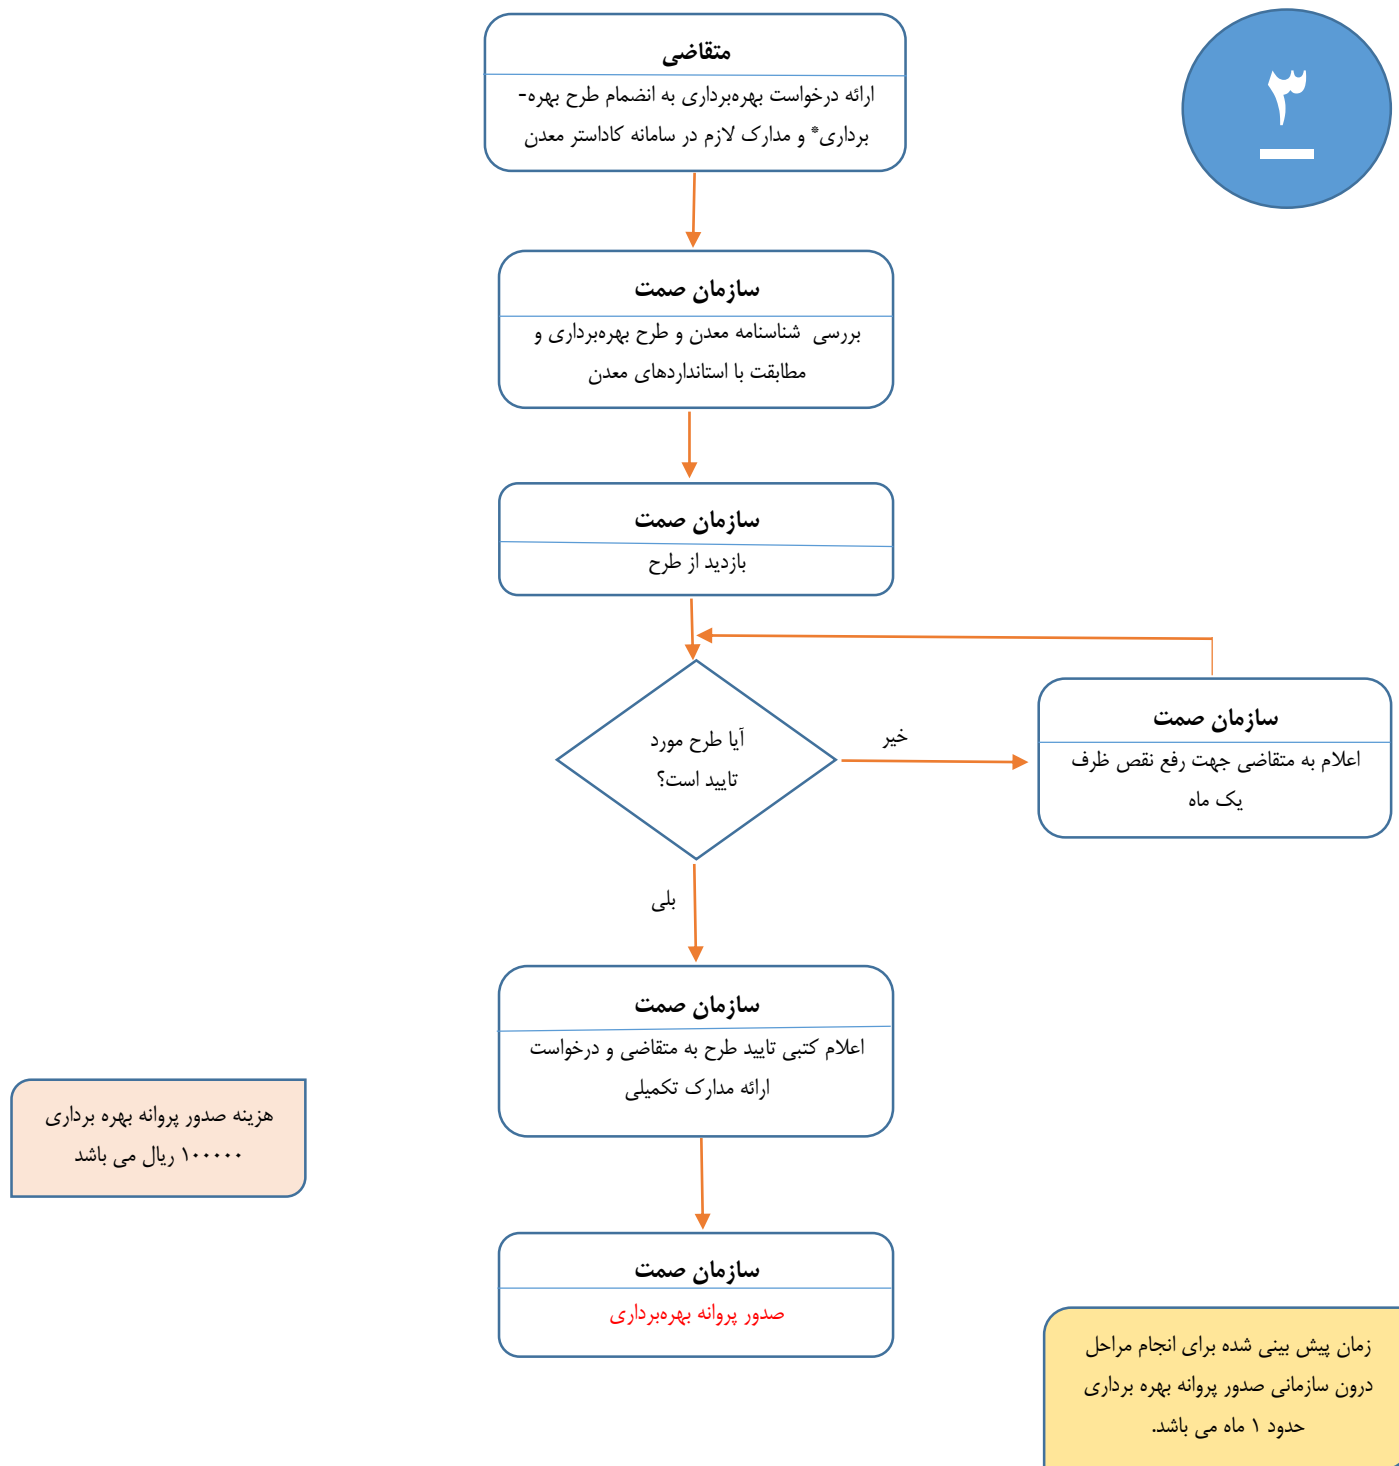 ۳
متقاضی
ارائه درخواست بهره‌برداری به انضمام طرح بهره-
برداری* و مدارک لازم در سامانه کاداستر معدن
سازمان صمت
بررسی شناسنامه معدن و طرح بهره‌برداری و
مطابقت با استانداردهای معدن
سازمان صمت
بازدید از طرح
آیا طرح مورد
تایید است؟
خیر
سازمان صمت
اعلام به متقاضی جهت رفع نقص ظرف
یک ماه
بلی
سازمان صمت
اعلام کتبی تایید طرح به متقاضی و درخواست
ارائه مدارک تکمیلی
هزینه صدور پروانه بهره برداری
۱۰۰۰۰۰ ریال می باشد
سازمان صمت
صدور پروانه بهره‌برداری
زمان پیش بینی شده برای انجام مراحل
درون سازمانی صدور پروانه بهره برداری
حدود ۱ ماه می باشد.